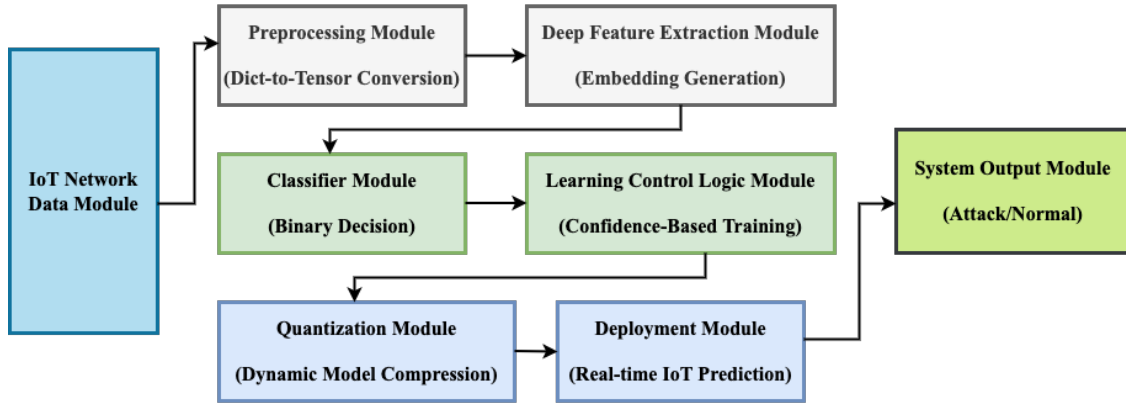 IoT Network
Data Module
Preprocessing Module
(Dict-to-Tensor Conversion)
Deep Feature Extraction Module
(Embedding Generation)
Classifier Module
(Binary Decision)
Learning Control Logic Module
(Confidence-Based Training)
Quantization Module
(Dynamic Model Compression)
Deployment Module
(Real-time IoT Prediction)
System Output Module
(Attack/Normal)